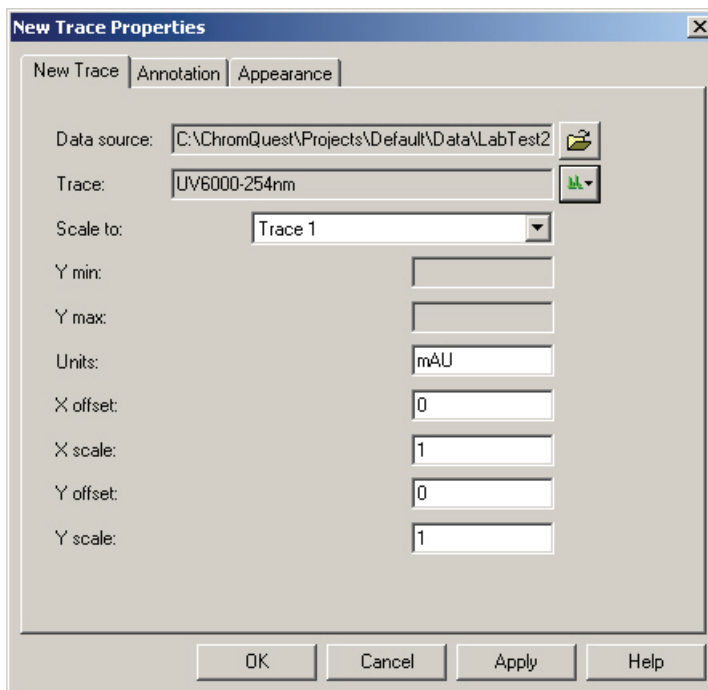 New Trace Properties
New Trace Annotation Appearance
Data source: C:\ChromQuest\Projects\Default\Data\LabTest2
Trace: UV6000-254nm
Scale to: Trace 1
Y min:
Y max:
Units: mAU
X offset: 0
X scale: 1
Y offset: 0
Y scale: 1
OK Cancel Apply Help